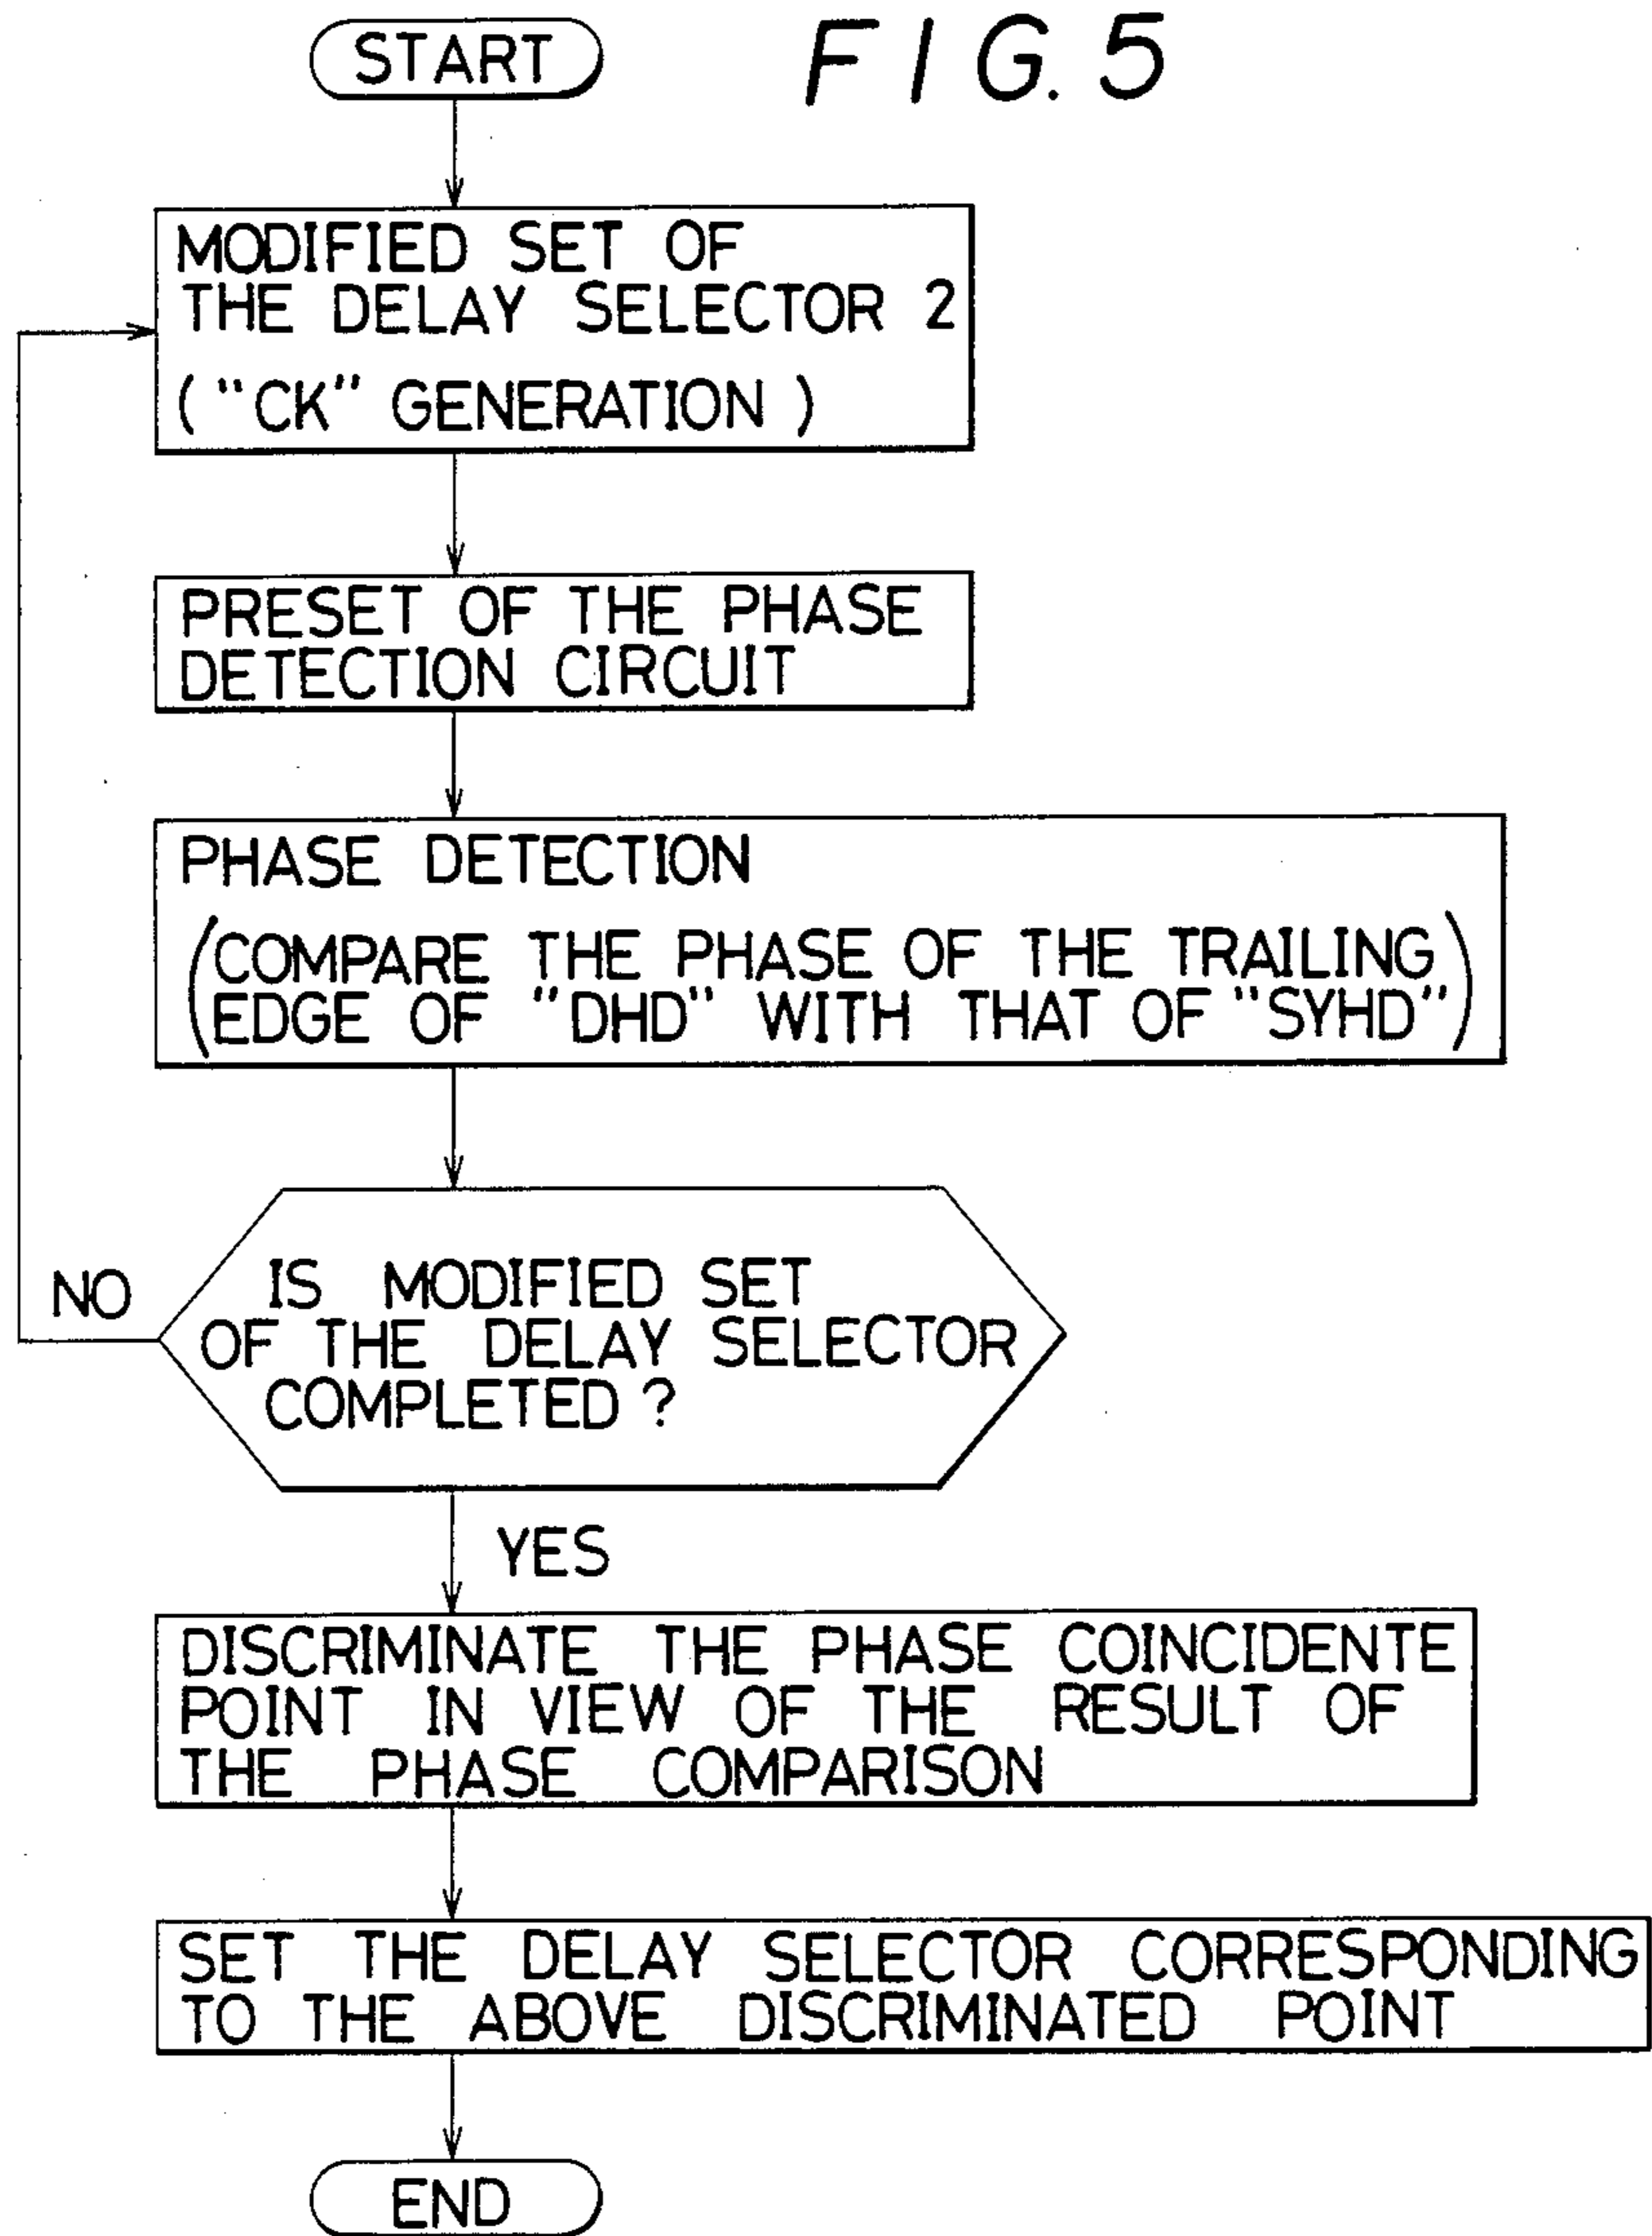 START
FIG. 5
MODIFIED SET OF
THE DELAY SELECTOR 2
("CK" GENERATION)
PRESET OF THE PHASE
DETECTION CIRCUIT
PHASE DETECTION
(COMPARE THE PHASE OF THE TRAILING
EDGE OF "DHD" WITH THAT OF "SYHD")
NO
IS MODIFIED SET
OF THE DELAY SELECTOR
COMPLETED?
YES
DISCRIMINATE THE PHASE COINCIDENTE
POINT IN VIEW OF THE RESULT OF
THE PHASE COMPARISON
SET THE DELAY SELECTOR CORRESPONDING
TO THE ABOVE DISCRIMINATED POINT
END